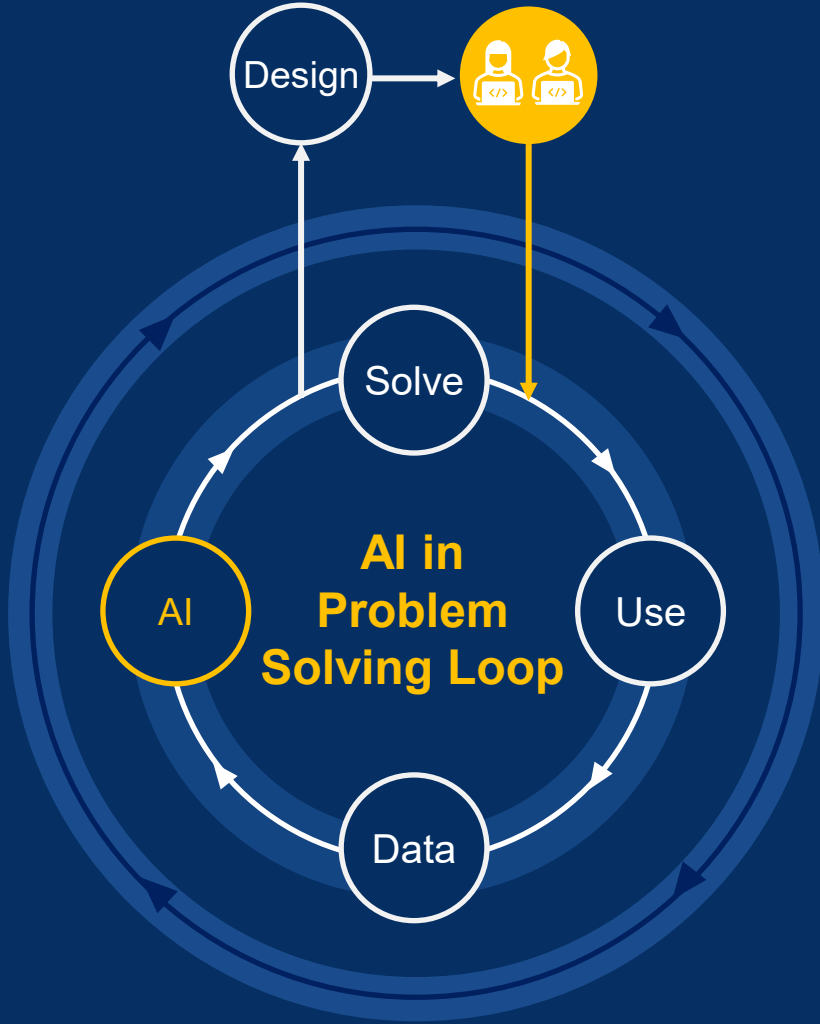 Design
</>
</>
Solve
AI in
Problem
Solving Loop
AI
Use
Data